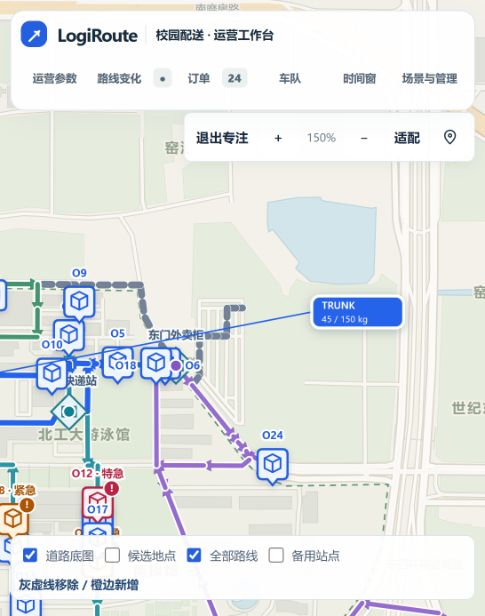 LogiRoute 校园配送 · 运营工作台
运营参数 路线变化 • 订单 24 车队 时间窗 场景与管理
退出专注 + 150% − 适配
TRUNK
45 / 150 kg
O9
O10
O5
东门外卖柜
O18
O6
快递站
北工大游泳馆
世纪
O24
O12 · 特急
8 · 紧急
O17
道路底图 候选地点 全部路线 备用站点
灰虚线移除 / 橙边新增